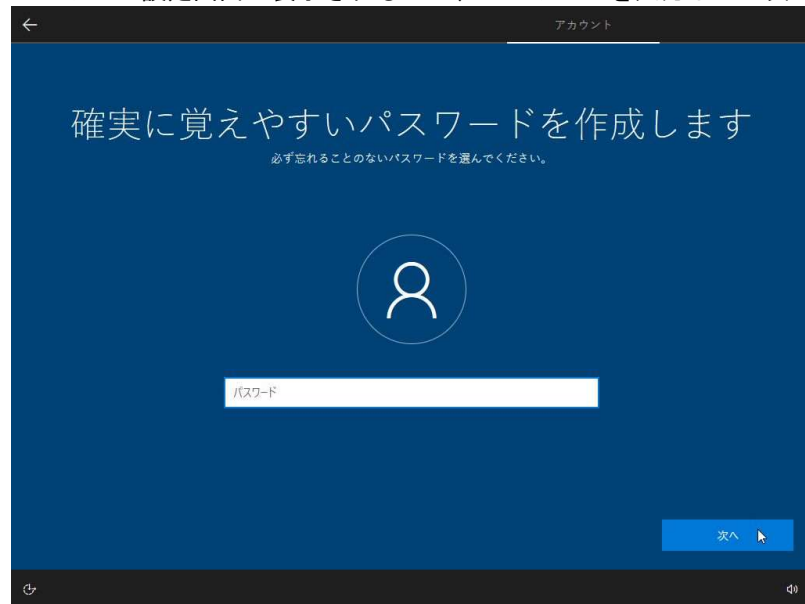 アカウント
確実に覚えやすいパスワードを作成します
必ず忘れることのないパスワードを選んでください。
パスワード
次へ